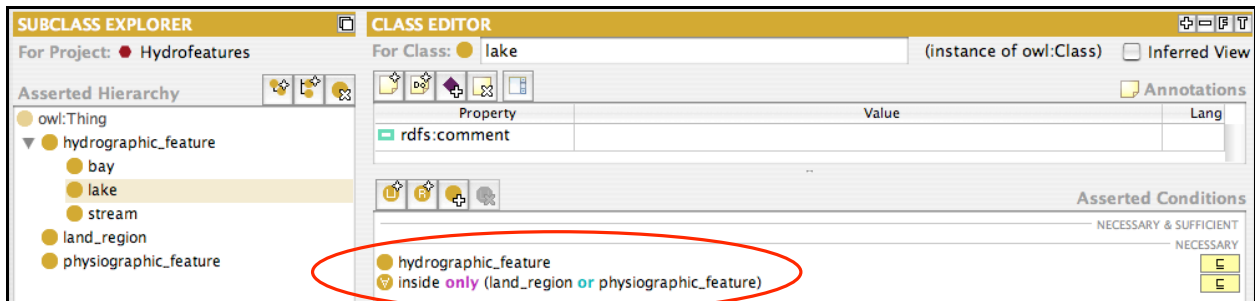 SUBCLASS EXPLORER
For Project: Hydrofeatures
Asserted Hierarchy
owl:Thing
hydrographic_feature
bay
lake
stream
land_region
physiographic_feature
CLASS EDITOR
For Class: lake (instance of owl:Class) Inferred View
Annotations
Property Value Lang
rdfs:comment
Asserted Conditions
NECESSARY & SUFFICIENT
NECESSARY
hydrographic_feature ⊑
inside only (land_region or physiographic_feature) ⊑